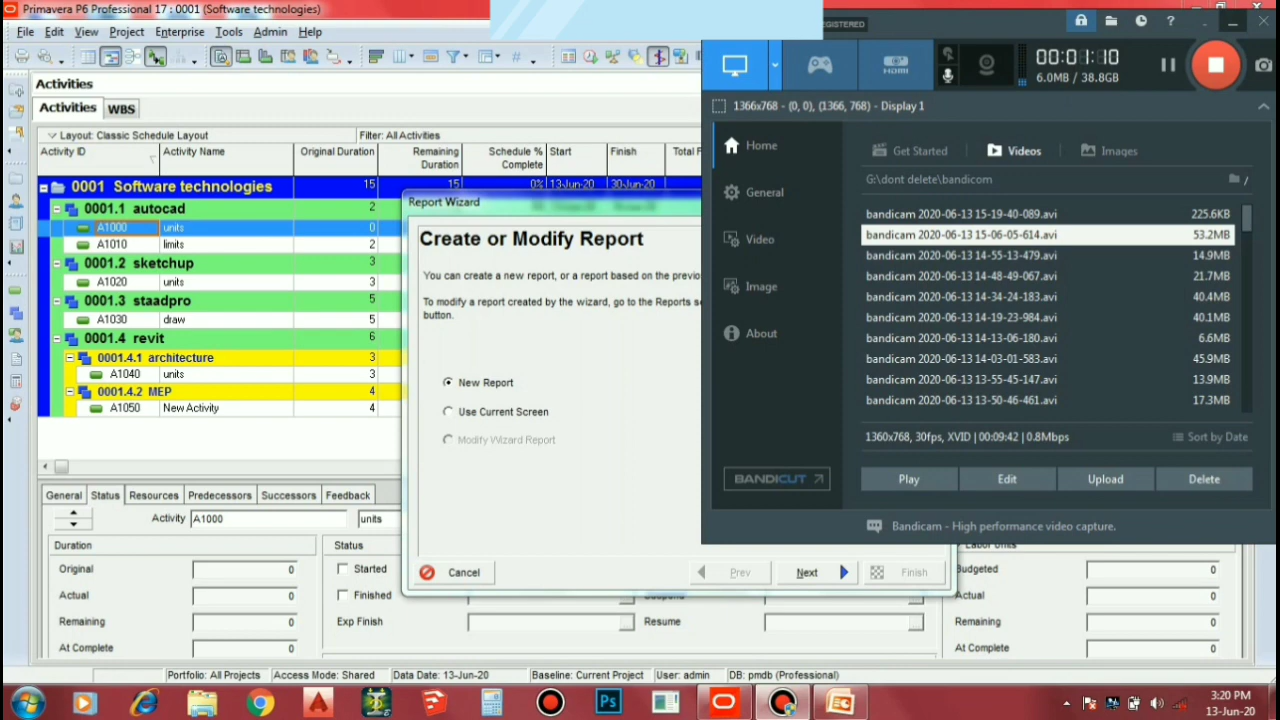 Primavera P6 Professional 17 : 0001 (Software technologies)
File Edit View Project Enterprise Tools Admin Help
Activities
Activities WBS
Layout: Classic Schedule Layout Filter: All Activities
Activity ID Activity Name Original Duration Remaining Duration Schedule % Complete Start Finish Total F
0001 Software technologies 15 15 0% 13-Jun-20 30-Jun-20
0001.1 autocad 2
A1000 units 0
A1010 limits 2
0001.2 sketchup 3
A1020 units 3
0001.3 staadpro 5
A1030 draw 5
0001.4 revit 6
0001.4.1 architecture 3
A1040 units 3
0001.4.2 MEP 4
A1050 New Activity 4
General Status Resources Predecessors Successors Feedback
Activity A1000 units
Duration
Original 0
Actual 0
Remaining 0
At Complete 0
Status
Started
Finished
Exp Finish
Suspend
Resume
Labor Units
Budgeted 0
Actual 0
Remaining 0
At Complete 0
Report Wizard
Create or Modify Report
You can create a new report, or a report based on the previo
To modify a report created by the wizard, go to the Reports se
button.
New Report
Use Current Screen
Modify Wizard Report
Cancel Prev Next Finish
GISTERED
HDMI
00:01:10
6.0MB / 38.8GB
1366x768 - (0, 0), (1366, 768) - Display 1
Home
General
Video
Image
About
BANDICUT
Get Started Videos Images
G:\dont delete\bandicom
bandicam 2020-06-13 15-19-40-089.avi 225.6KB
bandicam 2020-06-13 15-06-05-614.avi 53.2MB
bandicam 2020-06-13 14-55-13-479.avi 14.9MB
bandicam 2020-06-13 14-48-49-067.avi 21.7MB
bandicam 2020-06-13 14-34-24-183.avi 40.4MB
bandicam 2020-06-13 14-19-23-984.avi 40.1MB
bandicam 2020-06-13 14-13-06-180.avi 6.6MB
bandicam 2020-06-13 14-03-01-583.avi 45.9MB
bandicam 2020-06-13 13-55-45-147.avi 13.9MB
bandicam 2020-06-13 13-50-46-461.avi 17.3MB
1360x768, 30fps, XVID | 00:09:42 | 0.8Mbps Sort by Date
Play Edit Upload Delete
Bandicam - High performance video capture.
Portfolio: All Projects Access Mode: Shared Data Date: 13-Jun-20 Baseline: Current Project User: admin DB: pmdb (Professional)
Ps
3:20 PM
13-Jun-20